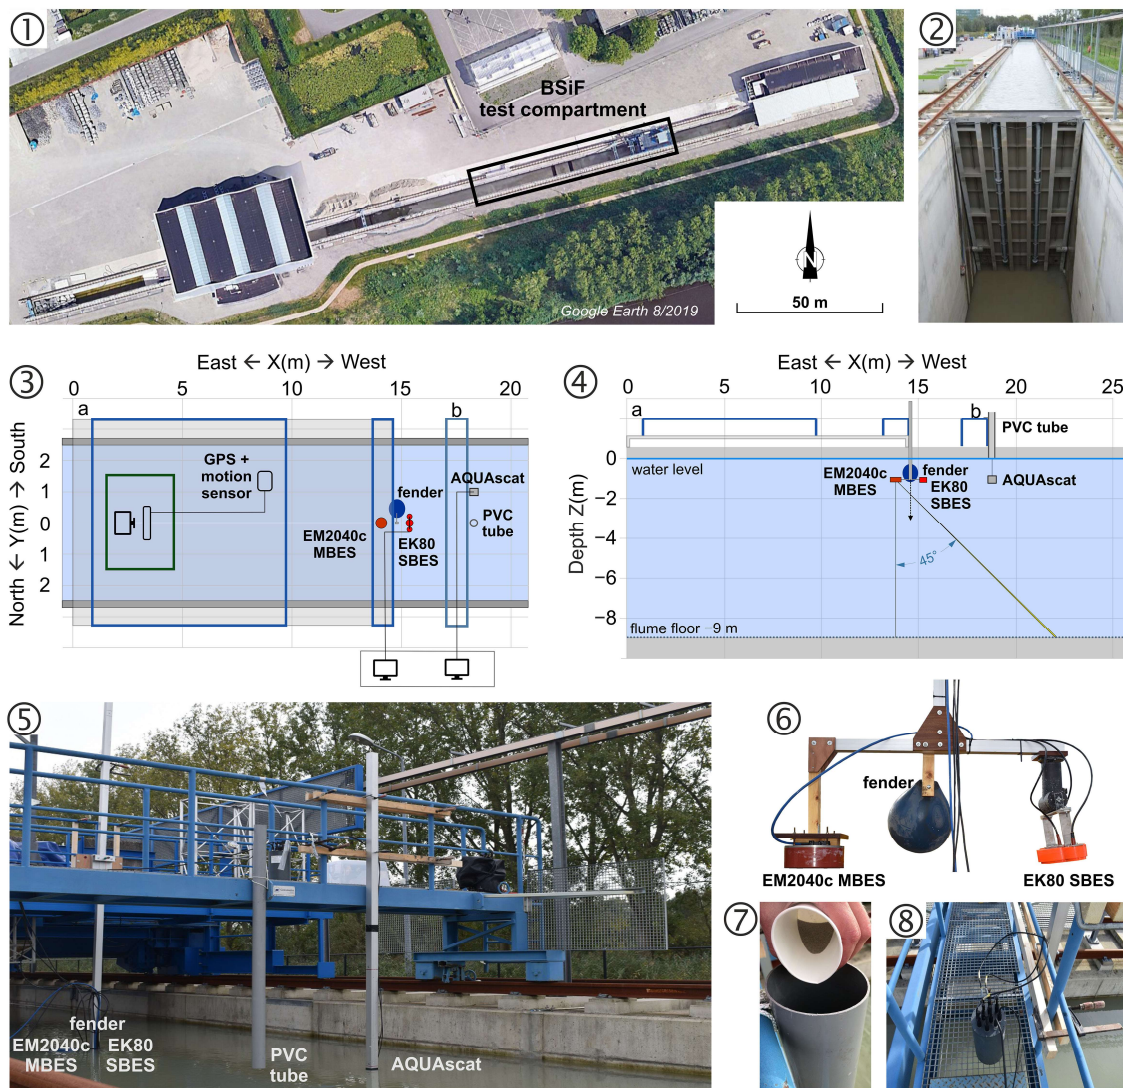 ①
BSiF
test compartment
Google Earth 8/2019
N
50 m
②
③
East ← X(m) → West
0 5 10 15 20
a
b
North ← Y(m) → South
2
1
0
1
2
GPS +
motion
sensor
fender
AQUAscat
EM2040c
MBES
EK80
SBES
PVC
tube
④
East ← X(m) → West
0 5 10 15 20 25
a
b
PVC tube
Depth Z(m)
0
−2
−4
−6
−8
water level
EM2040c
MBES
fender
EK80
SBES
AQUAscat
45°
flume floor −9 m
⑤
fender
EM2040c EK80
MBES SBES
PVC
tube
AQUAscat
⑥
fender
EM2040c MBES
EK80 SBES
⑦
⑧